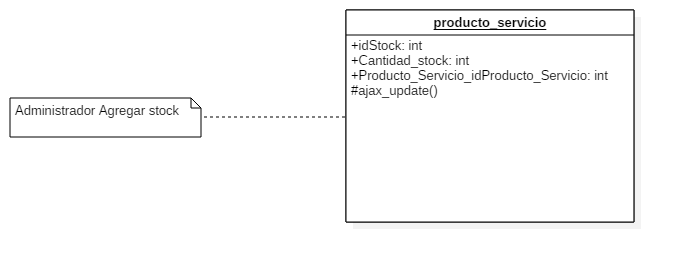 producto_servicio
+idStock: int
+Cantidad_stock: int
+Producto_Servicio_idProducto_Servicio: int
#ajax_update()
Administrador Agregar stock